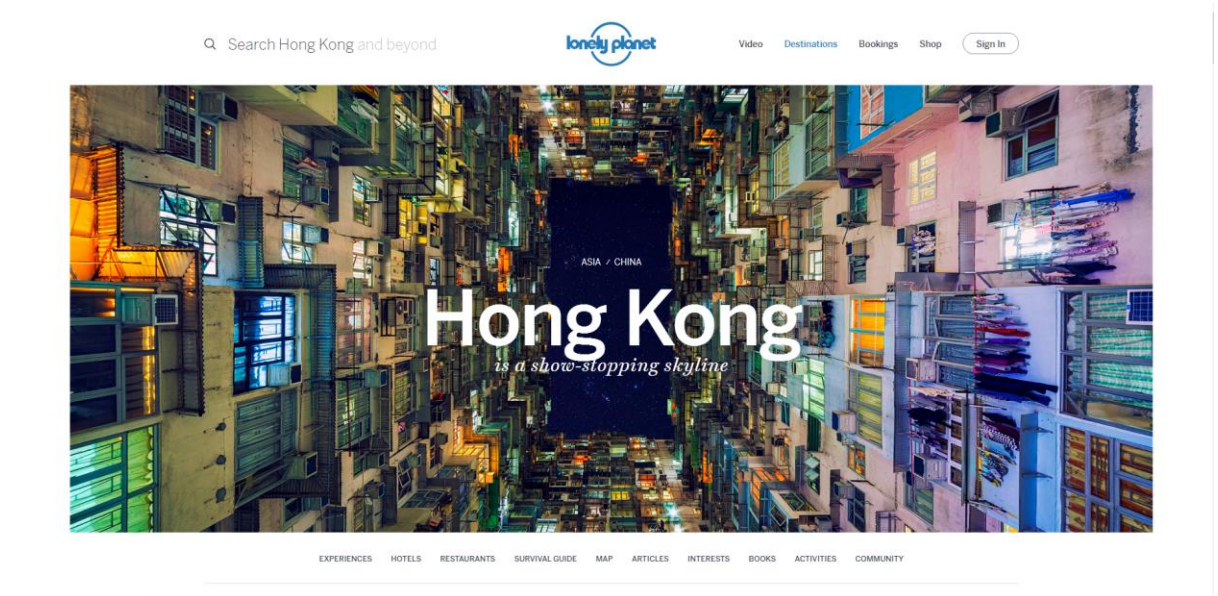 Search Hong Kong and beyond
lonely planet
Video Destinations Bookings Shop Sign In
ASIA / CHINA
Hong Kong
is a show-stopping skyline
EXPERIENCES HOTELS RESTAURANTS SURVIVAL GUIDE MAP ARTICLES INTERESTS BOOKS ACTIVITIES COMMUNITY